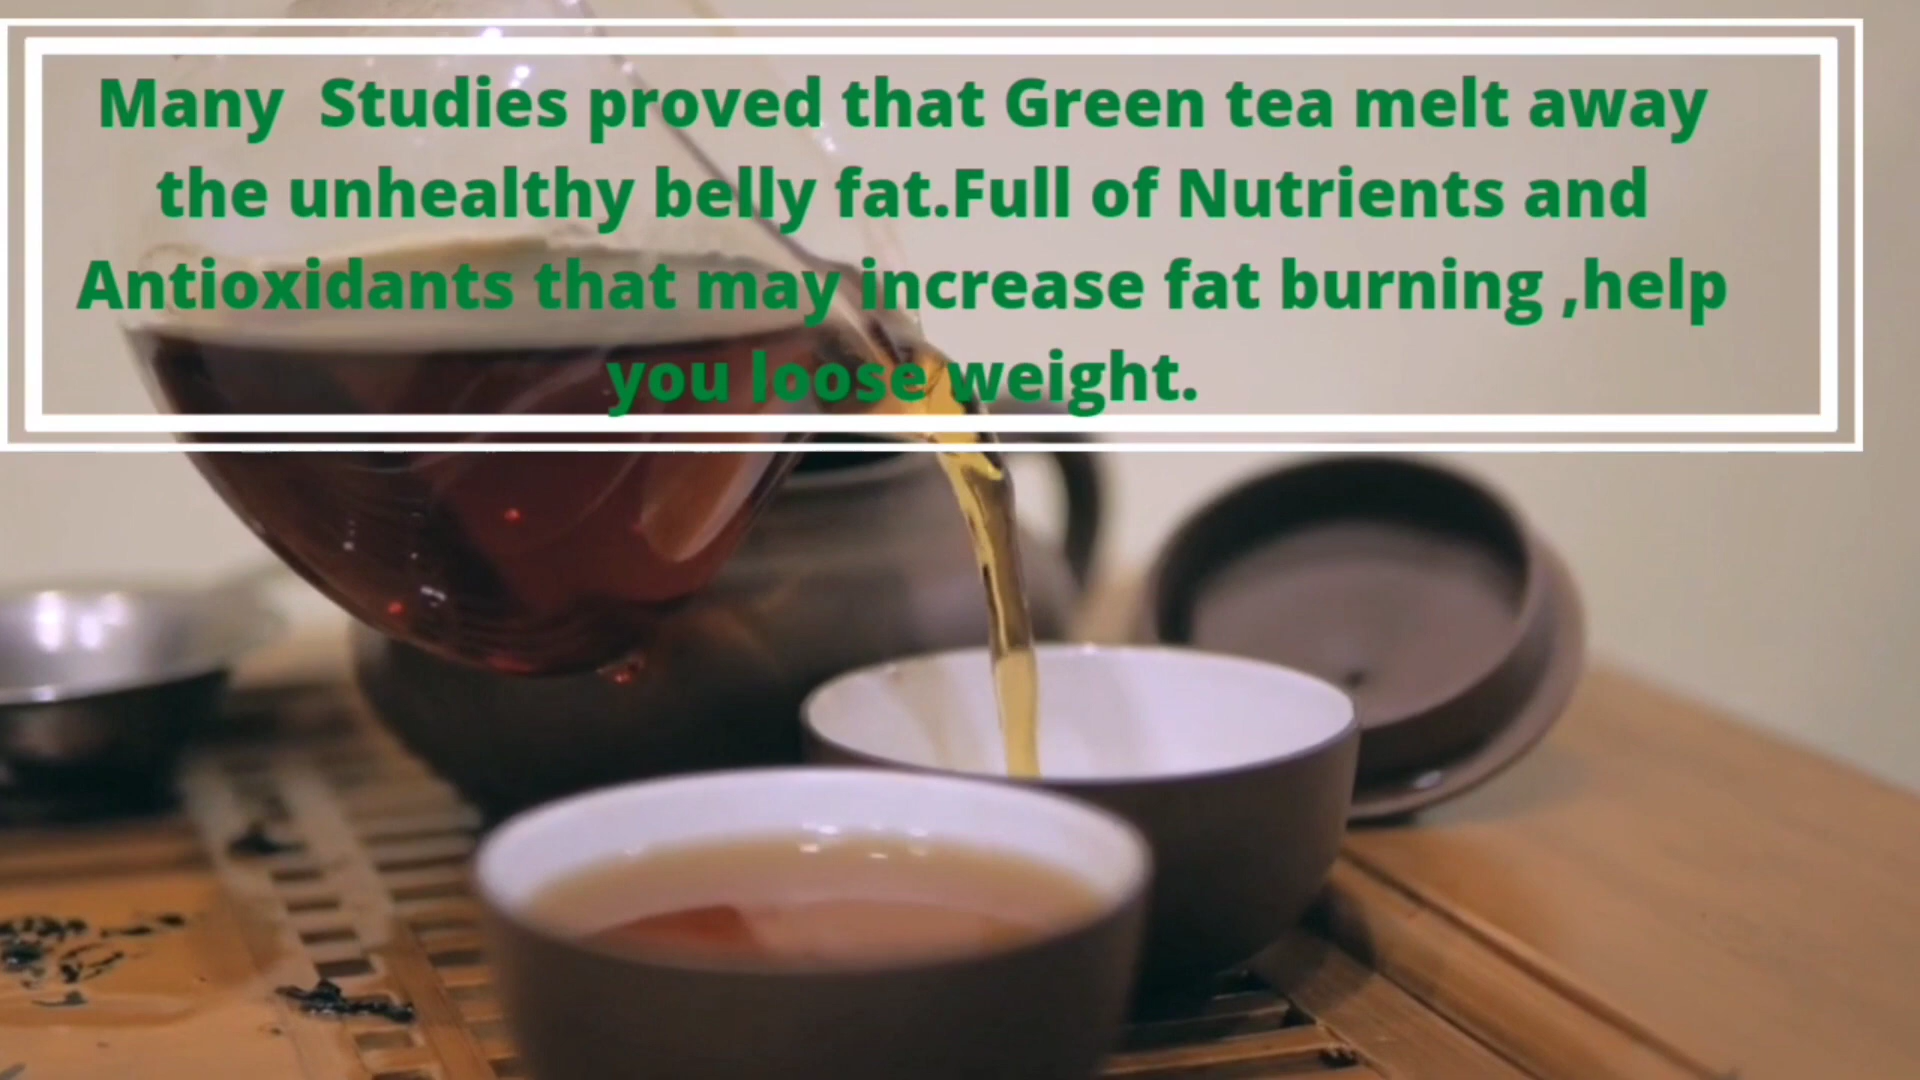 Many  Studies proved that Green tea melt away
the unhealthy belly fat.Full of Nutrients and
Antioxidants that may increase fat burning ,help
you loose weight.